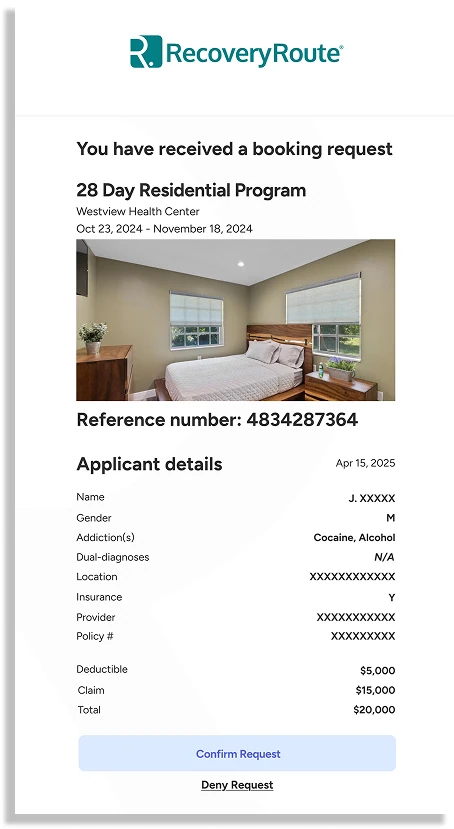 R. RecoveryRoute®
You have received a booking request
28 Day Residential Program
Westview Health Center
Oct 23, 2024 - November 18, 2024
Reference number: 4834287364
Applicant details Apr 15, 2025
Name J. XXXXX
Gender M
Addiction(s) Cocaine, Alcohol
Dual-diagnoses N/A
Location XXXXXXXXXXXX
Insurance Y
Provider XXXXXXXXXXX
Policy # XXXXXXXXX
Deductible $5,000
Claim $15,000
Total $20,000
Confirm Request
Deny Request